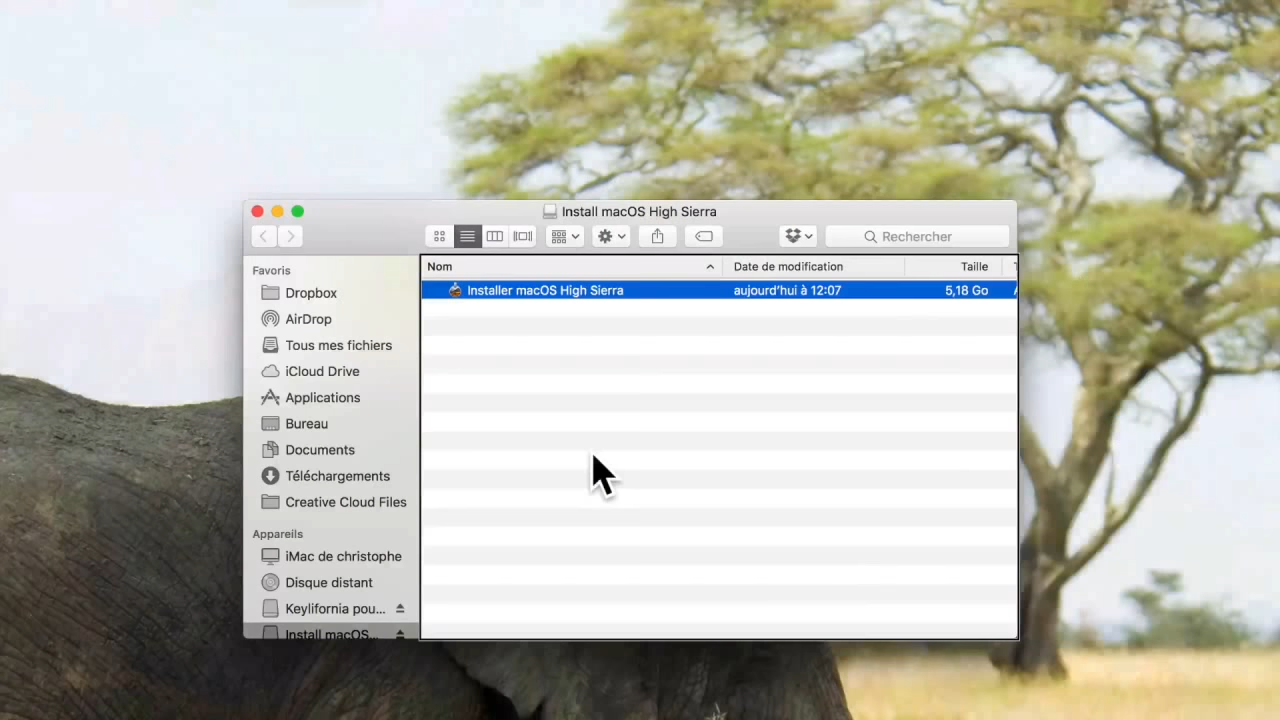 Install macOS High Sierra
Rechercher
Favoris
Dropbox
AirDrop
Tous mes fichiers
iCloud Drive
Applications
Bureau
Documents
Téléchargements
Creative Cloud Files
Appareils
iMac de christophe
Disque distant
Keylifornia pou...
Install macOS...
Nom Date de modification Taille
Installer macOS High Sierra aujourd'hui à 12:07 5,18 Go